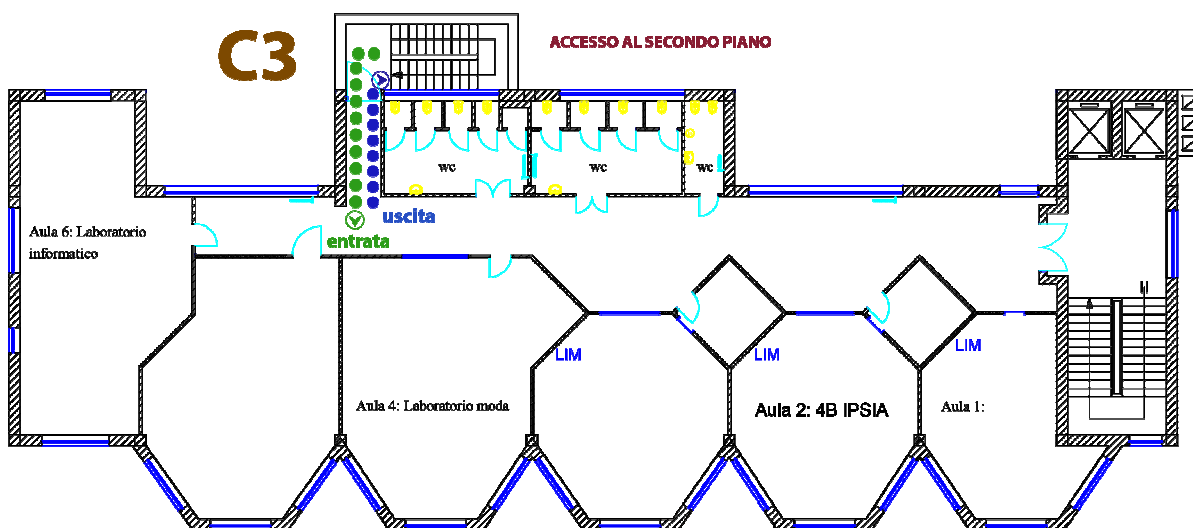 C3
ACCESSO AL SECONDO PIANO
wc
wc
wc
uscita
entrata
Aula 6: Laboratorio
informatico
LIM
LIM
LIM
Aula 4: Laboratorio moda
Aula 2: 4B IPSIA
Aula 1: